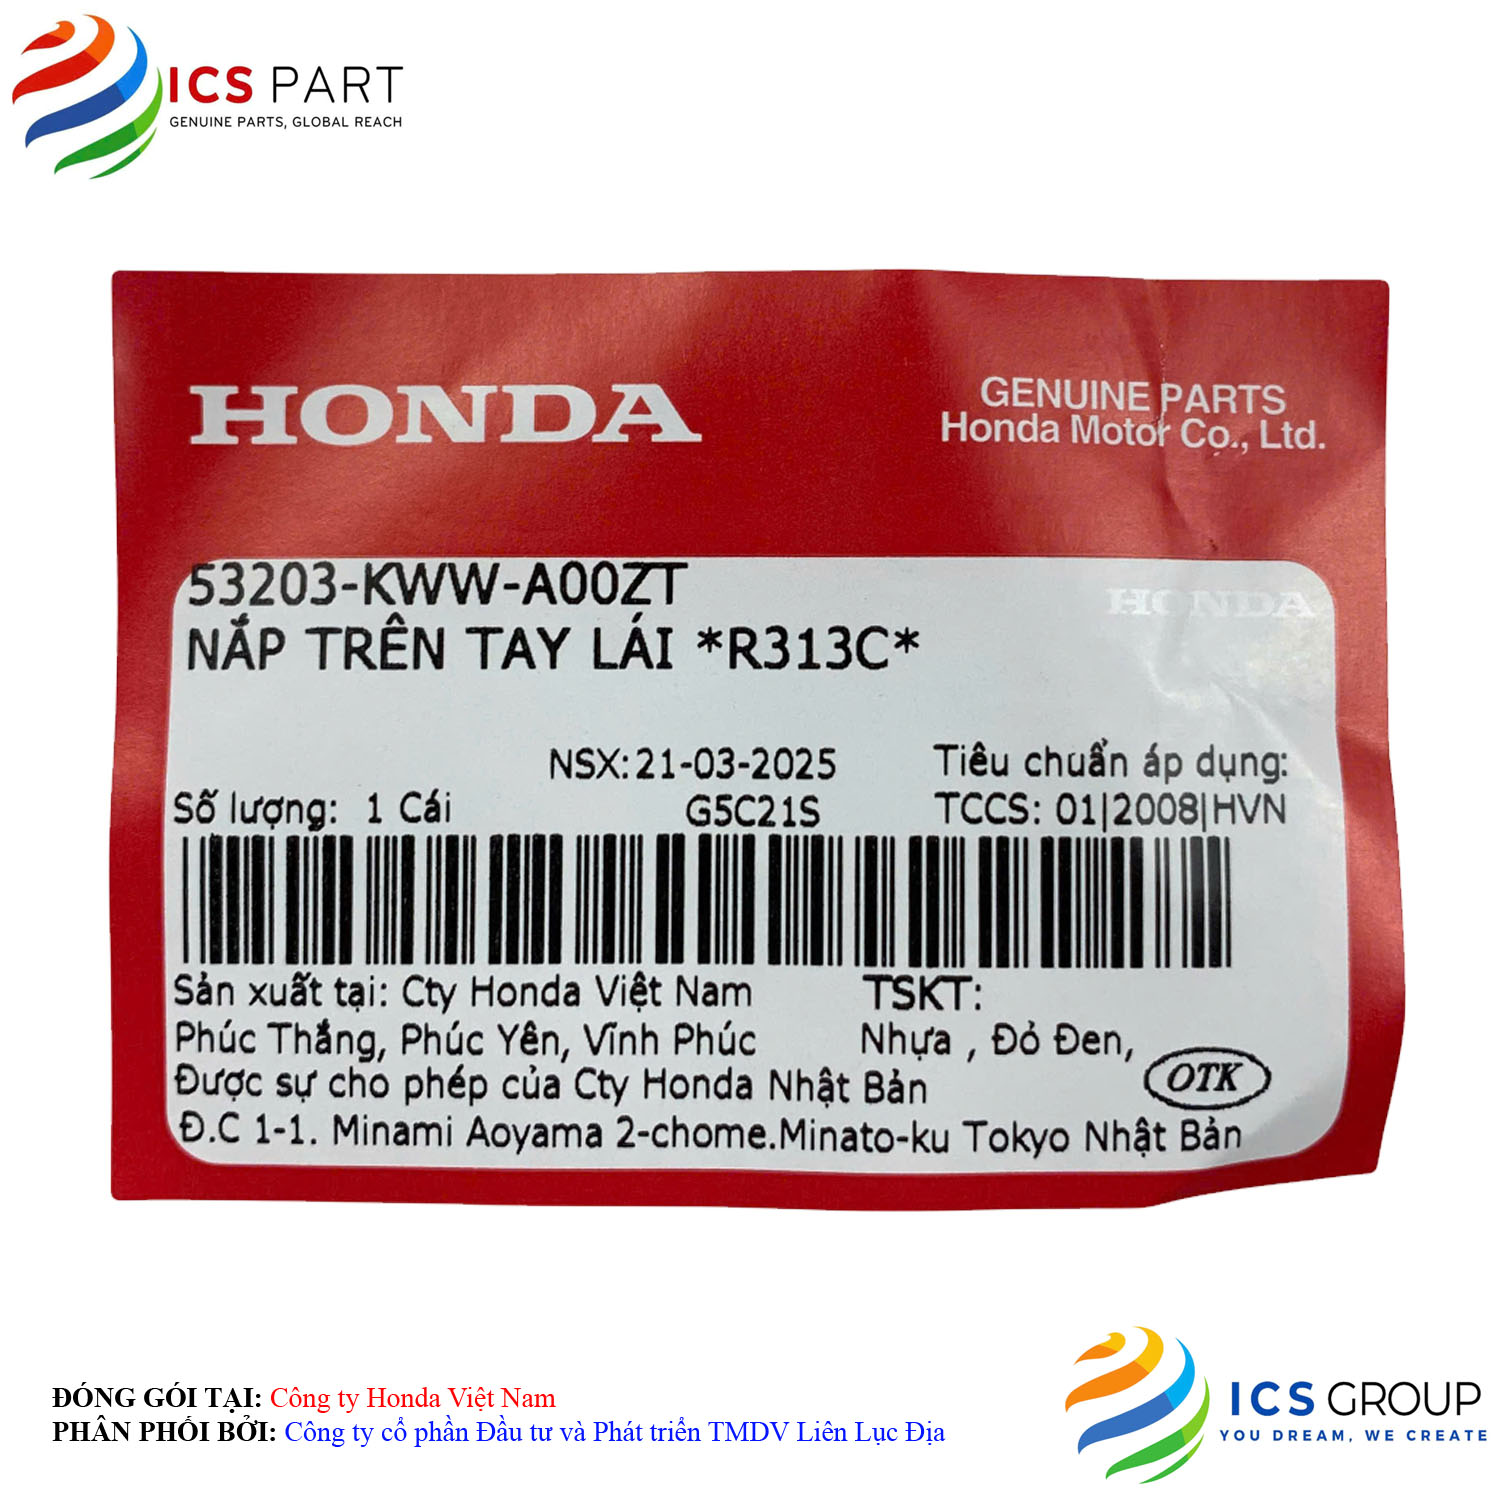 ICS PART
GENUINE PARTS, GLOBAL REACH
HONDA
GENUINE PARTS
Honda Motor Co., Ltd.
53203-KWW-A00ZT
HONDA
NẮP TRÊN TAY LÁI *R313C*
NSX:21-03-2025
Tiêu chuẩn áp dụng:
Số lượng: 1 Cái
G5C21S
TCCS: 01|2008|HVN
Sản xuất tại: Cty Honda Việt Nam
TSKT:
Phúc Thắng, Phúc Yên, Vĩnh Phúc
Nhựa , Đỏ Đen,
Được sự cho phép của Cty Honda Nhật Bản
OTK
Đ.C 1-1. Minami Aoyama 2-chome.Minato-ku Tokyo Nhật Bản
ĐÓNG GÓI TẠI: Công ty Honda Việt Nam
PHÂN PHỐI BỞI: Công ty cổ phần Đầu tư và Phát triển TMDV Liên Lục Địa
ICS GROUP
YOU DREAM, WE CREATE